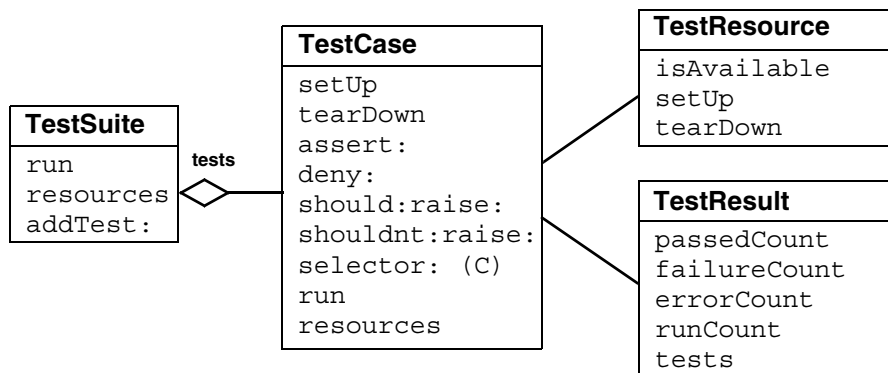 TestSuite
run
resources
addTest:
tests
TestCase
setUp
tearDown
assert:
deny:
should:raise:
shouldnt:raise:
selector: (C)
run
resources
TestResource
isAvailable
setUp
tearDown
TestResult
passedCount
failureCount
errorCount
runCount
tests